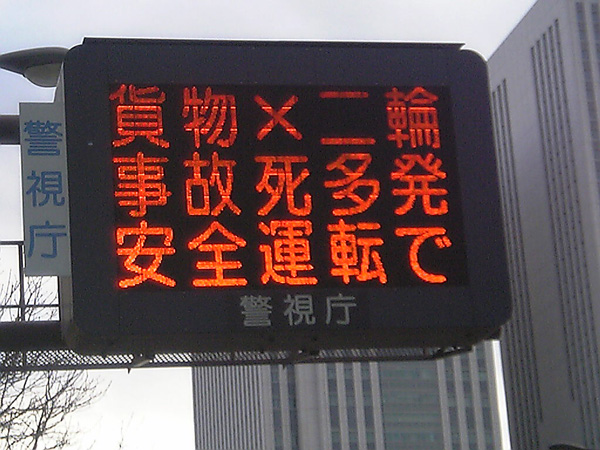 貨物×二輪
事故死多発
安全運転で
警視庁
警視庁